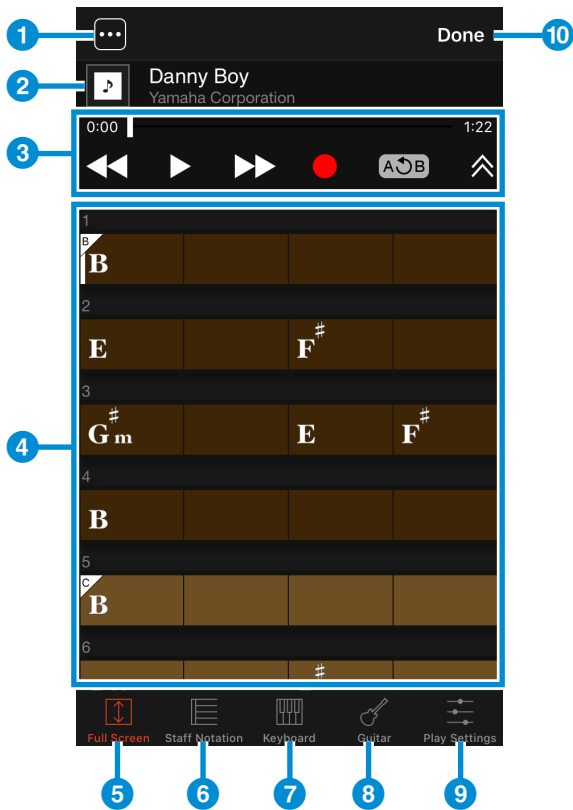 1
Done
10
2
Danny Boy
Yamaha Corporation
3
0:00
1:22
A B
4
1
B
B
2
E F♯
3
G♯m E F♯
4
B
5
C
B
6
♯
Full Screen Staff Notation Keyboard Guitar Play Settings
5 6 7 8 9